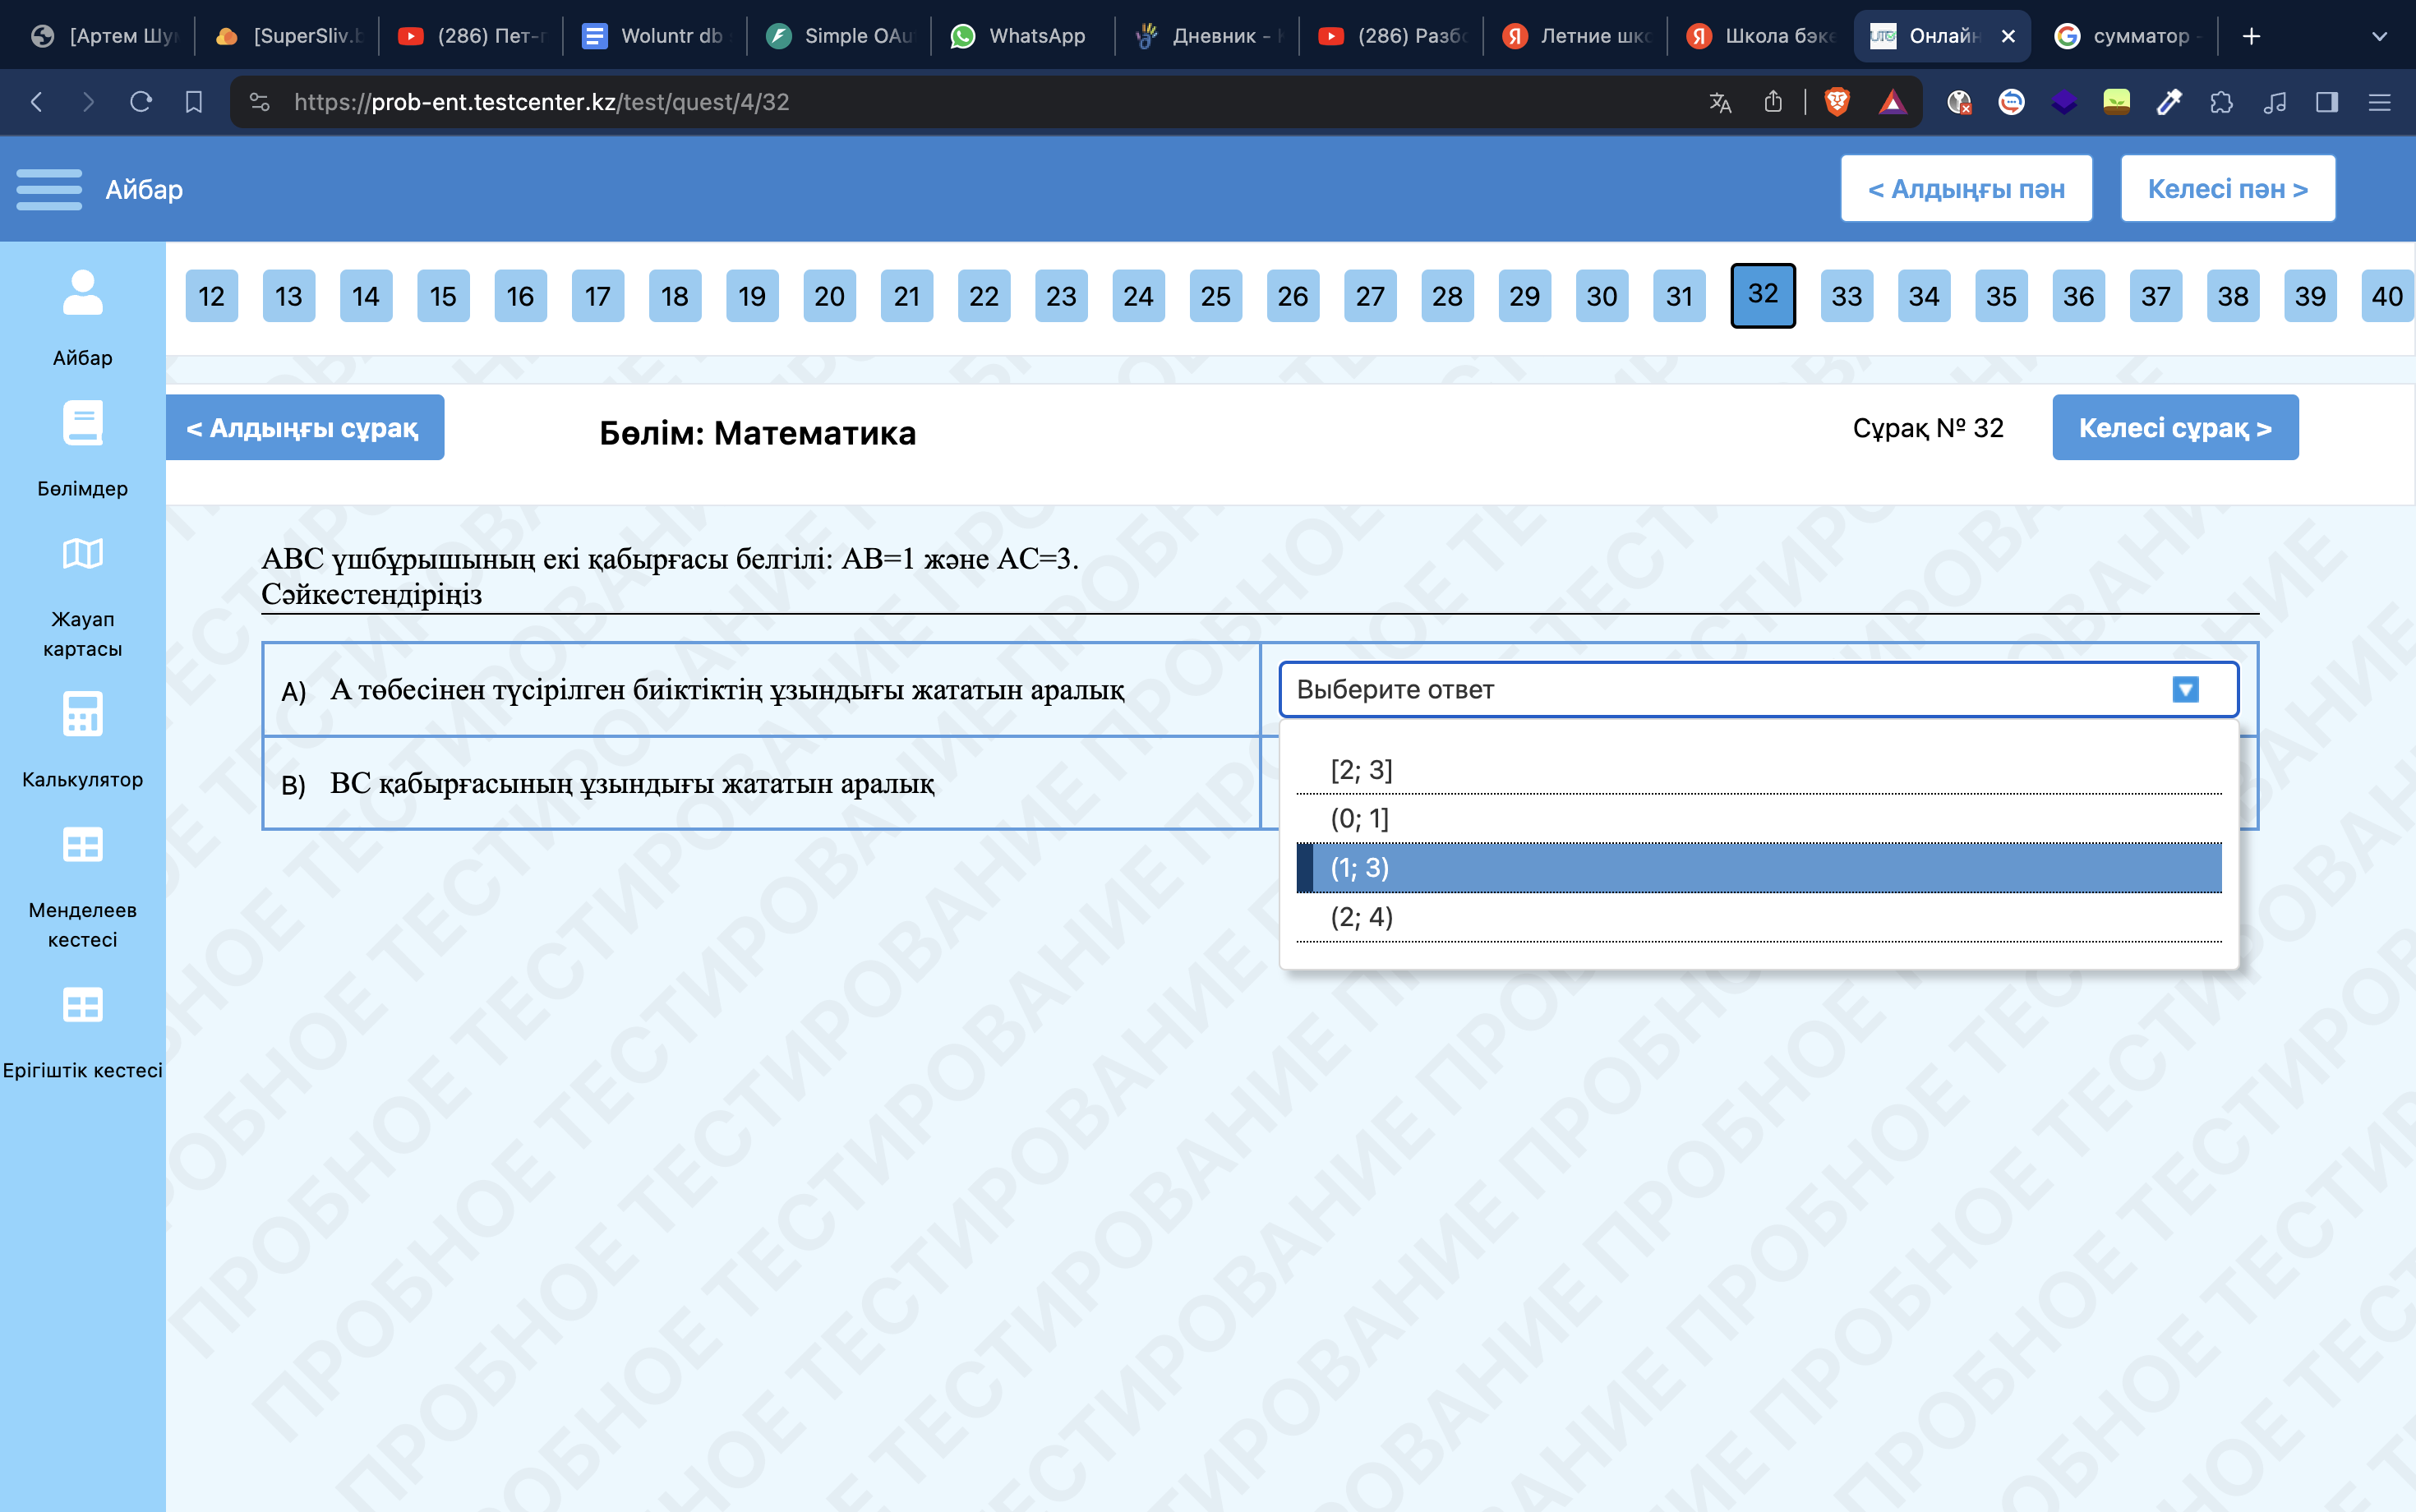 [Артем Шу
[SuperSliv.b
(286) Пет-п
Woluntr db
Simple OAu
WhatsApp
Дневник -
(286) Разбо
Летние шко
Школа бэке
Онлайн
сумматор -
https://prob-ent.testcenter.kz/test/quest/4/32
Айбар
< Алдыңғы пән
Келесі пән >
12 13 14 15 16 17 18 19 20 21 22 23 24 25 26 27 28 29 30 31 32 33 34 35 36 37 38 39 40
Айбар
Бөлімдер
Жауап
картасы
Калькулятор
Менделеев
кестесі
Ерігіштік кестесі
< Алдыңғы сұрақ
Бөлім: Математика
Сұрақ № 32
Келесі сұрақ >
ABC үшбұрышының екі қабырғасы белгілі: AB=1 және AC=3.
Сәйкестендіріңіз
A) A төбесінен түсірілген биіктіктің ұзындығы жататын аралық
Выберите ответ
B) BC қабырғасының ұзындығы жататын аралық
[2; 3]
(0; 1]
(1; 3)
(2; 4)
ПРОБНОЕ ТЕСТИРОВАНИЕ